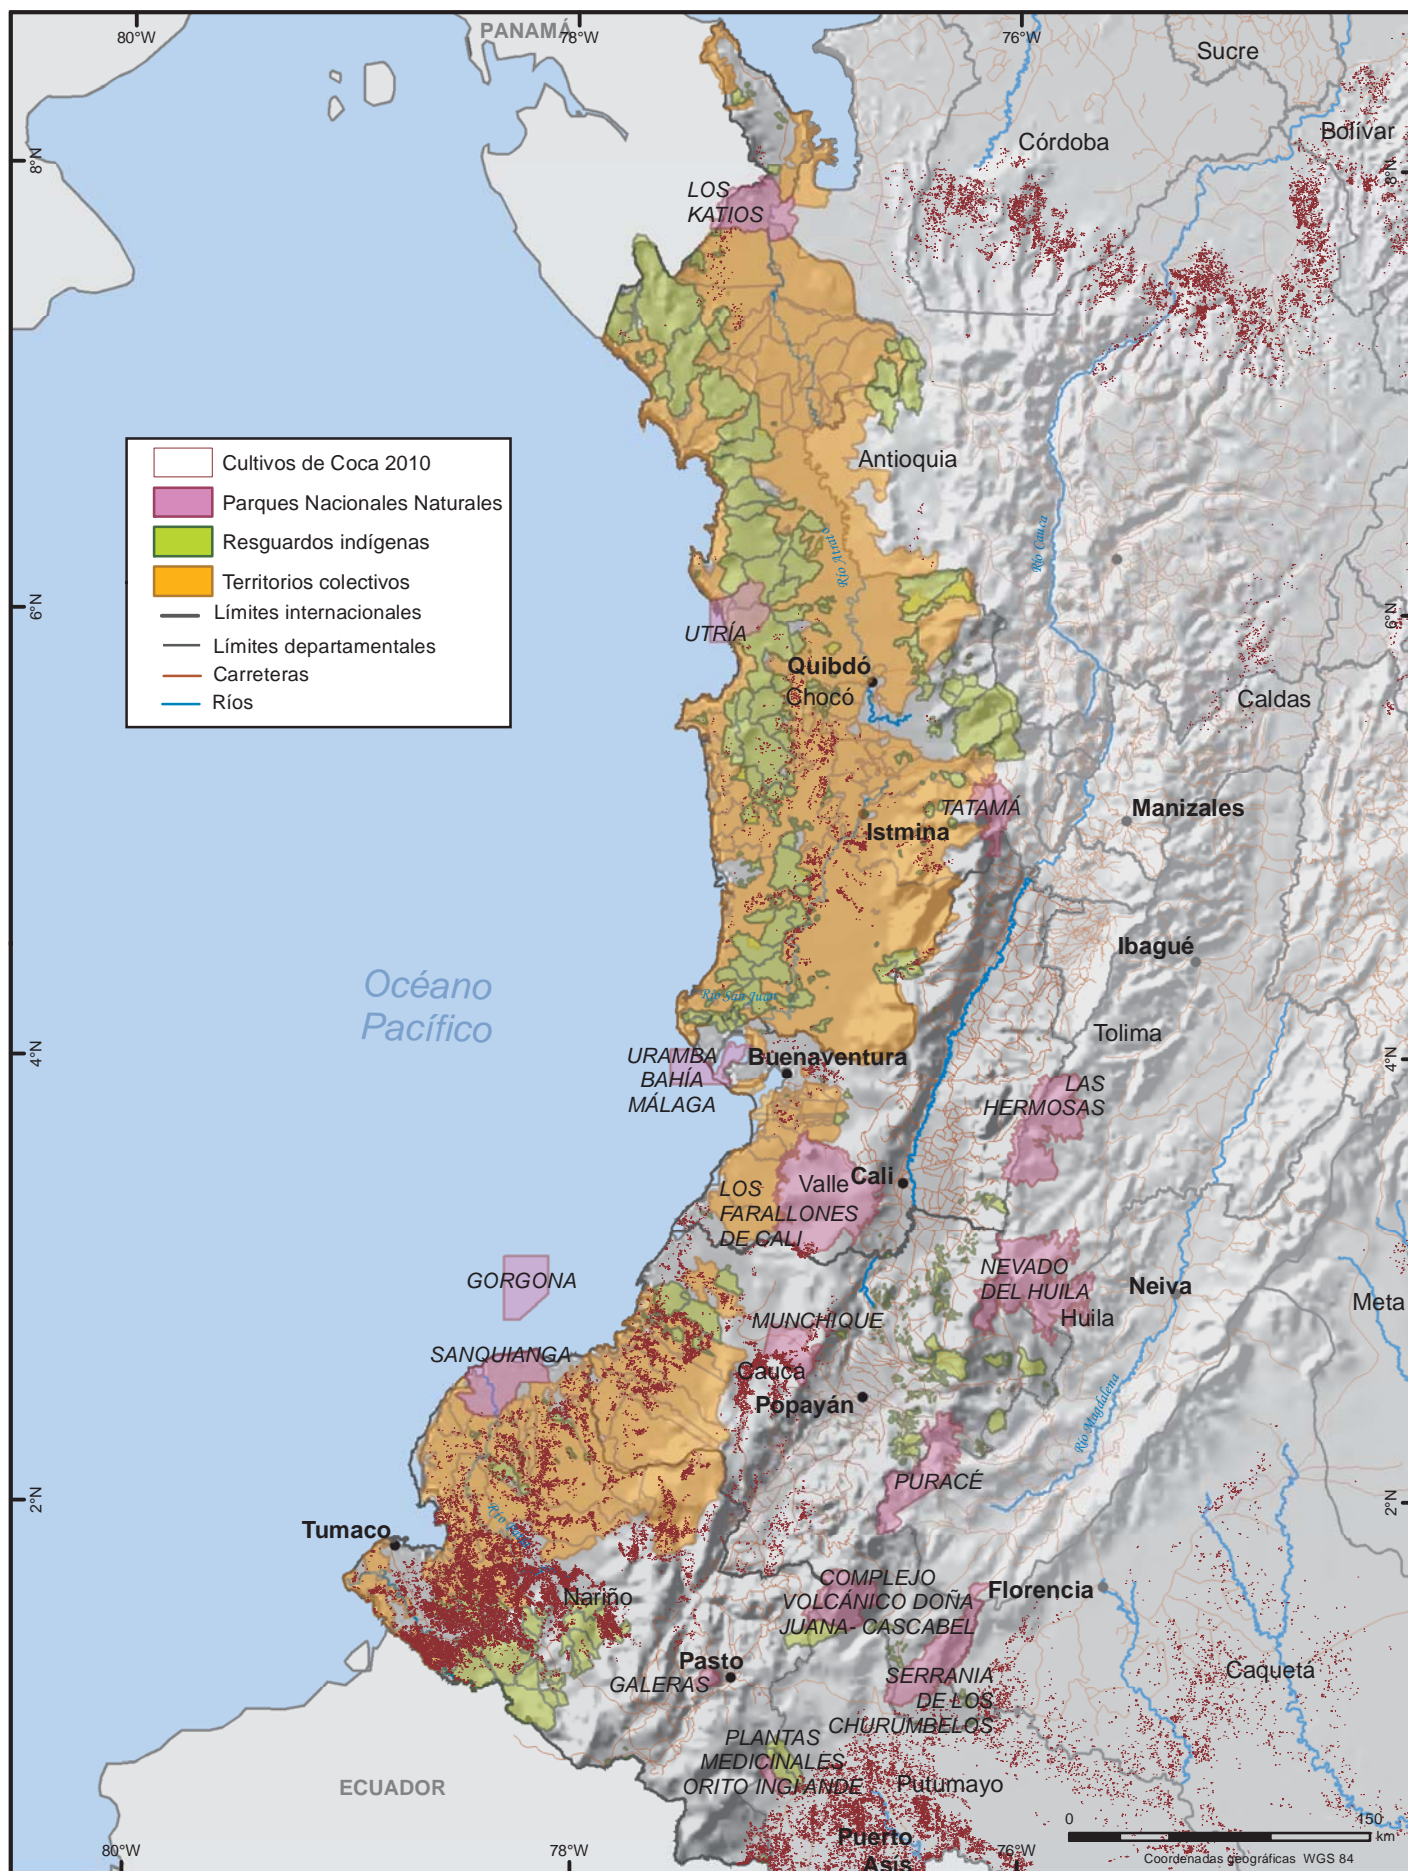 80°W
PANAMÁ
78°W
76°W
Sucre
Bolívar
Córdoba
8°N
8°N
LOS
KATIOS
Cultivos de Coca 2010
Parques Nacionales Naturales
Resguardos indígenas
Territorios colectivos
Límites internacionales
Límites departamentales
Carreteras
Ríos
Antioquia
Río Cauca
Río Atrato
6°N
6°N
UTRÍA
Quibdó
Chocó
Caldas
TATAMÁ
Manizales
Istmina
Ibagué
Océano
Pacífico
Río San Juan
Tolima
4°N
4°N
URAMBA
BAHÍA
MÁLAGA
Buenaventura
LAS
HERMOSAS
Valle
Cali
LOS
FARALLONES
DE CALI
GORGONA
NEVADO
DEL HUILA
Neiva
Huila
Meta
MUNCHIQUE
SANQUIANGA
Cauca
Popayán
Río Magdalena
PURACÉ
2°N
2°N
Tumaco
Nariño
COMPLEJO
VOLCÁNICO DOÑA
JUANA- CASCABEL
Florencia
Pasto
GALERAS
SERRANIA
DE LOS
CHURUMBELOS
Caquetá
PLANTAS
MEDICINALES
ORITO INGI ANDE
Putumayo
ECUADOR
Puerto
Asís
0
150
km
Coordenadas geográficas WGS 84
80°W
78°W
76°W